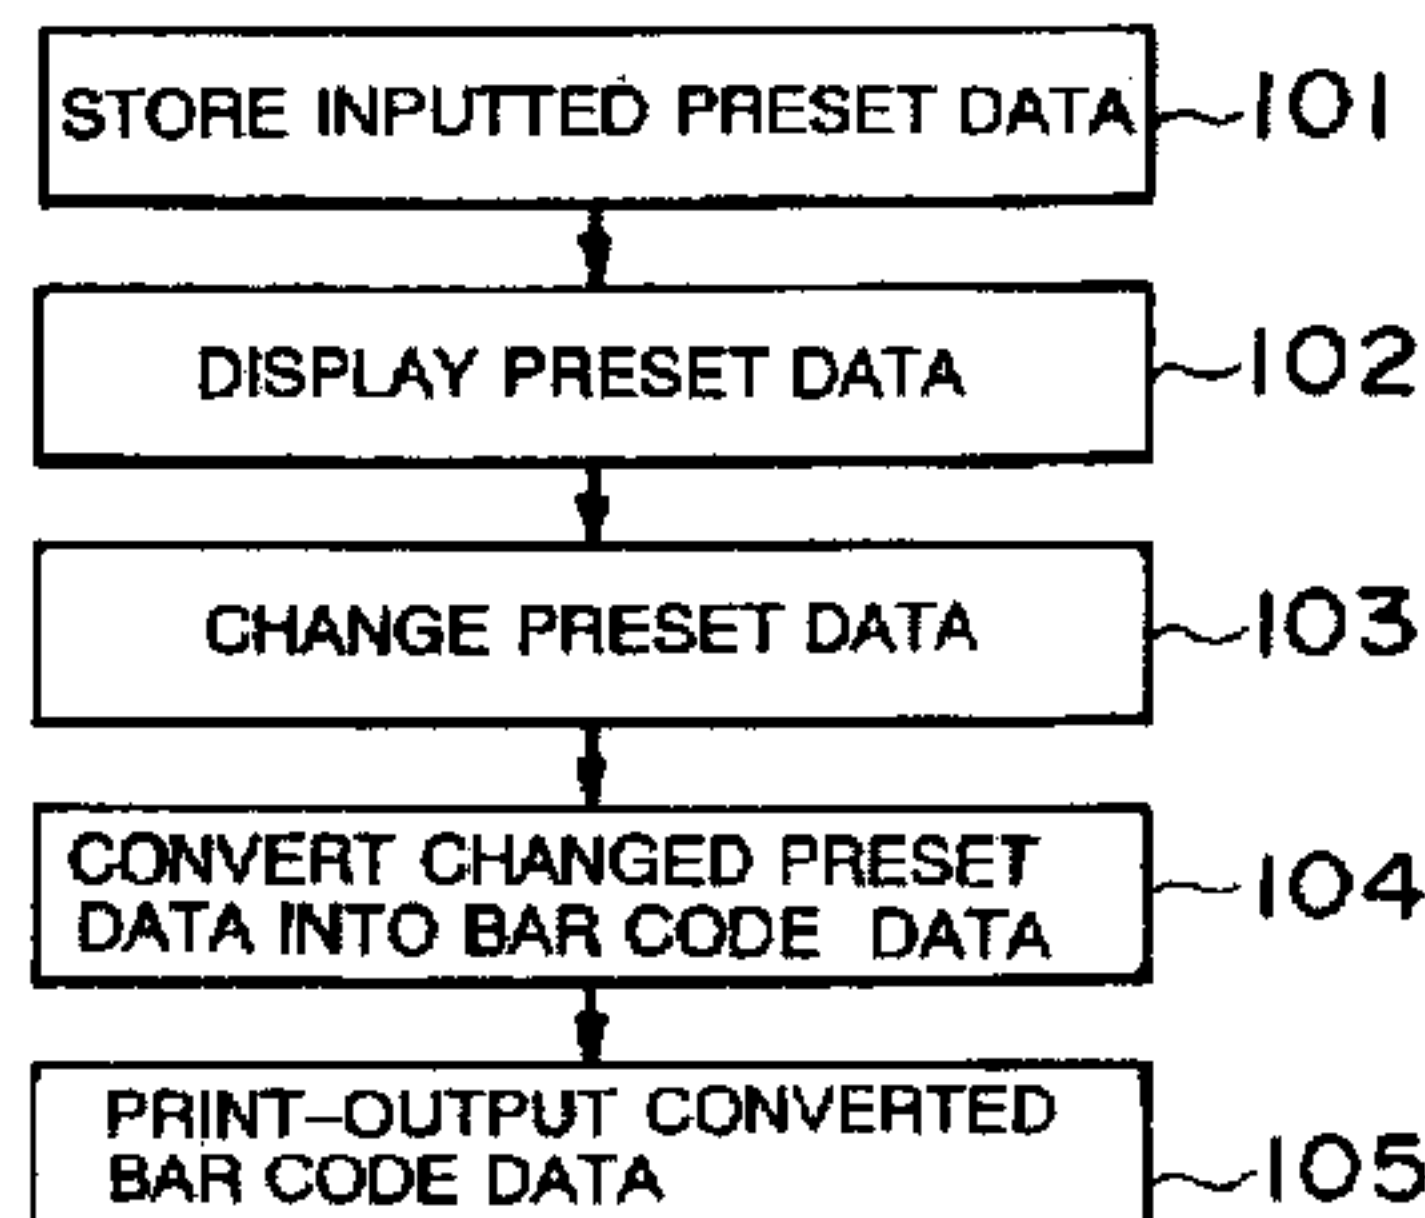 STORE INPUTTED PRESET DATA 101
DISPLAY PRESET DATA 102
CHANGE PRESET DATA 103
CONVERT CHANGED PRESET 104
DATA INTO BAR CODE DATA
PRINT-OUTPUT CONVERTED 105
BAR CODE DATA